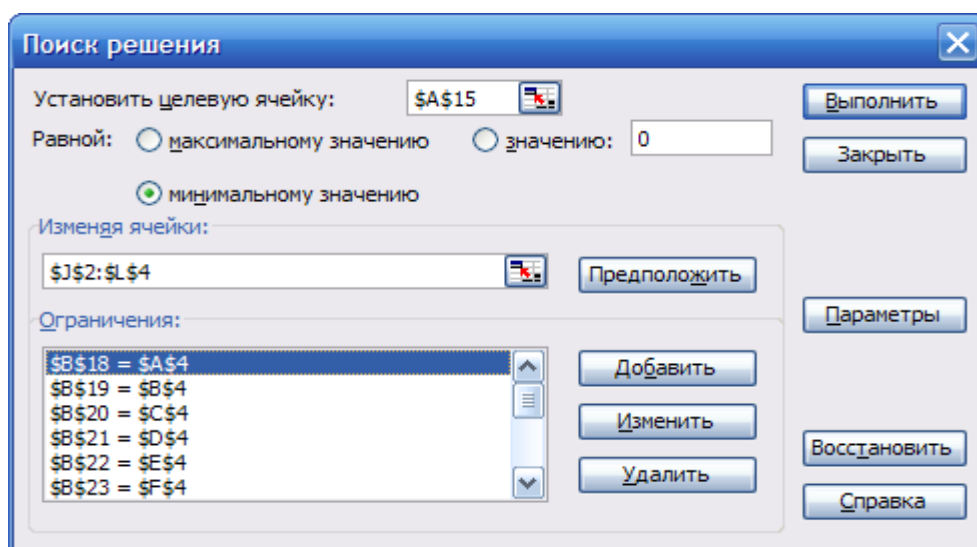 Поиск решения
Установить целевую ячейку: $A$15 Выполнить
Равной: максимальному значению значению: 0 Закрыть
минимальному значению
Изменяя ячейки:
$J$2:$L$4 Предположить
Ограничения: Параметры
$B$18 = $A$4 Добавить
$B$19 = $B$4
$B$20 = $C$4 Изменить
$B$21 = $D$4
$B$22 = $E$4 Удалить Восстановить
$B$23 = $F$4 Справка